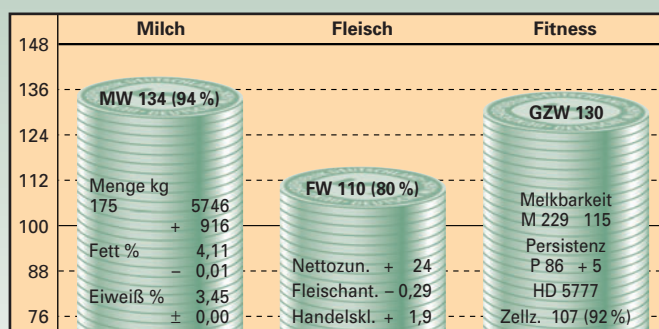 Milch Fleisch Fitness
148
136
124
112
100
88
76
MW 134 (94 %)
Menge kg
175 5746
+ 916
Fett % 4,11
– 0,01
Eiweiß % 3,45
± 0,00
FW 110 (80 %)
Nettozun. + 24
Fleischant. – 0,29
Handelskl. + 1,9
GZW 130
Melkbarkeit
M 229 115
Persistenz
P 86 + 5
HD 5777
Zellz. 107 (92 %)